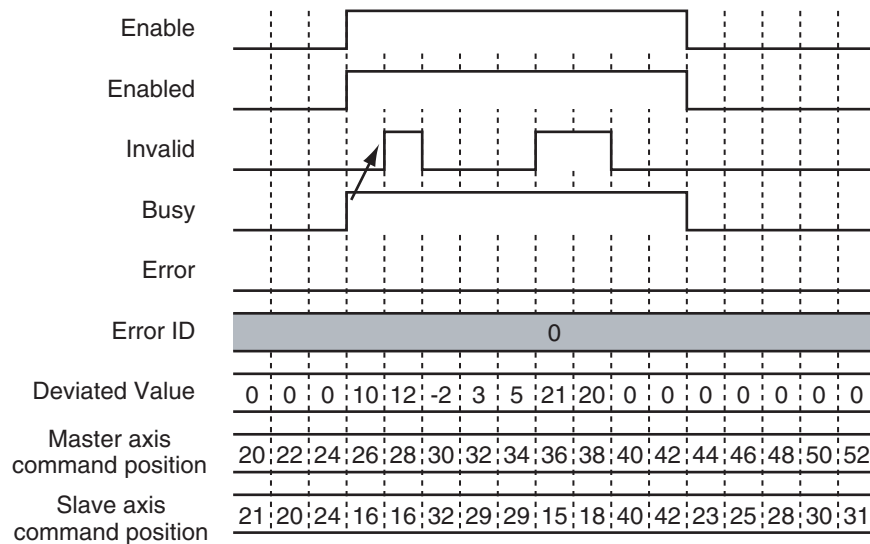 Enable
Enabled
Invalid
Busy
Error
Error ID 0
Deviated Value 0 0 0 10 12 -2 3 5 21 20 0 0 0 0 0 0 0
Master axis
command position 20 22 24 26 28 30 32 34 36 38 40 42 44 46 48 50 52
Slave axis
command position 21 20 24 16 16 32 29 29 15 18 40 42 23 25 28 30 31